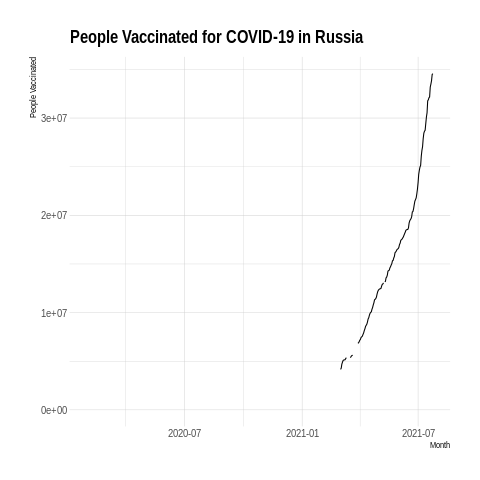 People Vaccinated for COVID-19 in Russia
People Vaccinated
3e+07
2e+07
1e+07
0e+00
2020-07 2021-01 2021-07
Month